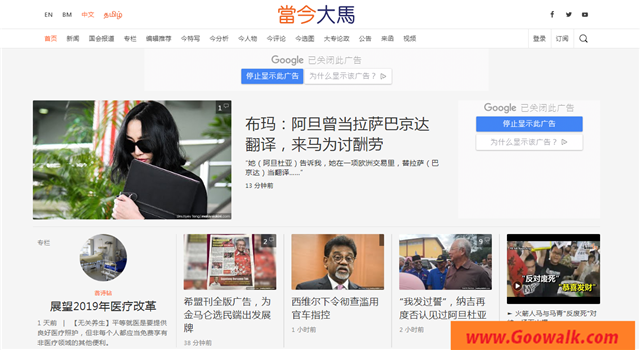 EN BM 中文 தமிழ்
當今大馬
首页 新闻 国会报道 专栏 编辑推荐 今特写 今分析 今人物 今评论 今选图 大专论政 公告 来函 视频 登录 订阅
Google 已关闭此广告
停止显示此广告 为什么显示该广告？
1
布玛：阿旦曾当拉萨巴京达
翻译，来马为讨酬劳
“她（阿旦杜亚）告诉我，她在一项欧洲交易里，替拉萨（巴
京达）当翻译……”
13 分钟前
Google 已关闭此广告
停止显示此广告
为什么显示该广告？
专栏
展望2019年医疗改革
1 天前 | 【无关养生】平等就医是要提供
良好医疗照护，但非每个人都应当免费享有
非医疗领域的其他便利。
2
希盟刊全版广告，为
金马仑选民端出发展
牌
38 分钟前
西维尔下令彻查滥用
官车指控
1 小时前
9
“我发过誓”，纳吉再
度否认见过阿旦杜亚
2 小时前
“反对废死”
恭喜发财”
火箭人马与马青“反废死”对
www.Goowalk.com